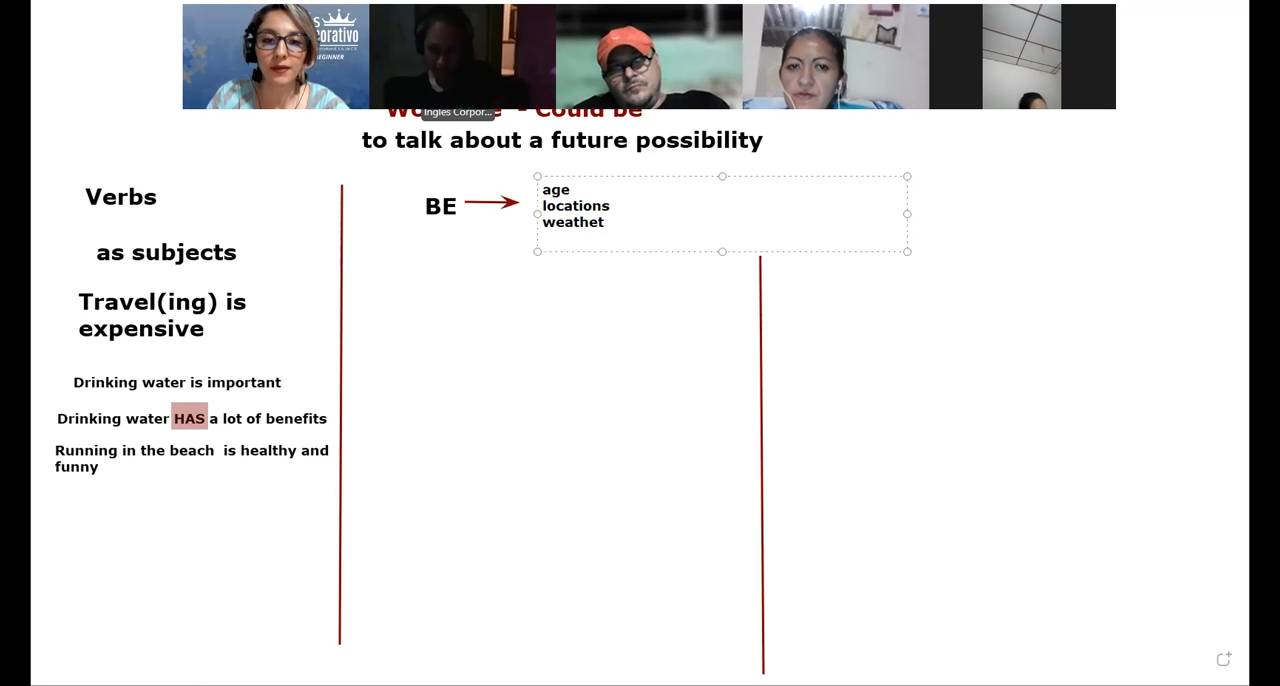 S
corativo
EGINNER
Ingles Corpor...
Could be
to talk about a future possibility
Verbs
as subjects
Travel(ing) is
expensive
Drinking water is important
Drinking water HAS a lot of benefits
Running in the beach is healthy and
funny
BE
age
locations
weathet